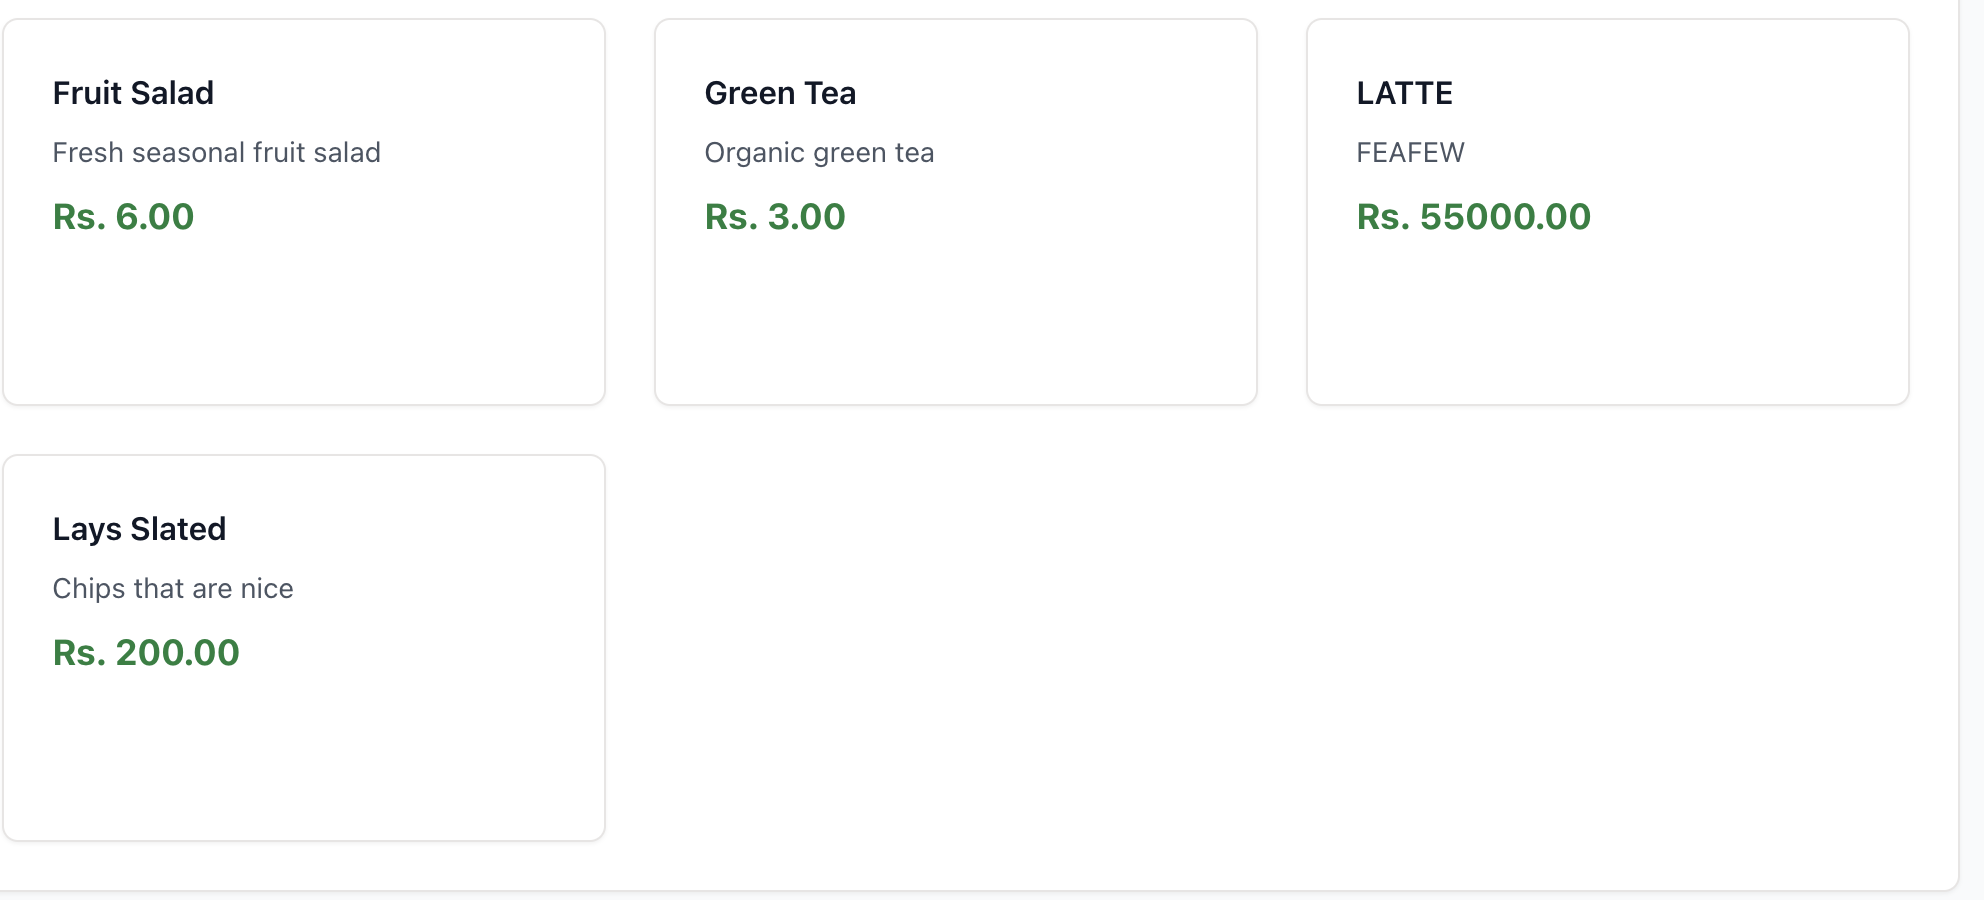 Fruit Salad
Fresh seasonal fruit salad
Rs. 6.00
Green Tea
Organic green tea
Rs. 3.00
LATTE
FEAFEW
Rs. 55000.00
Lays Slated
Chips that are nice
Rs. 200.00